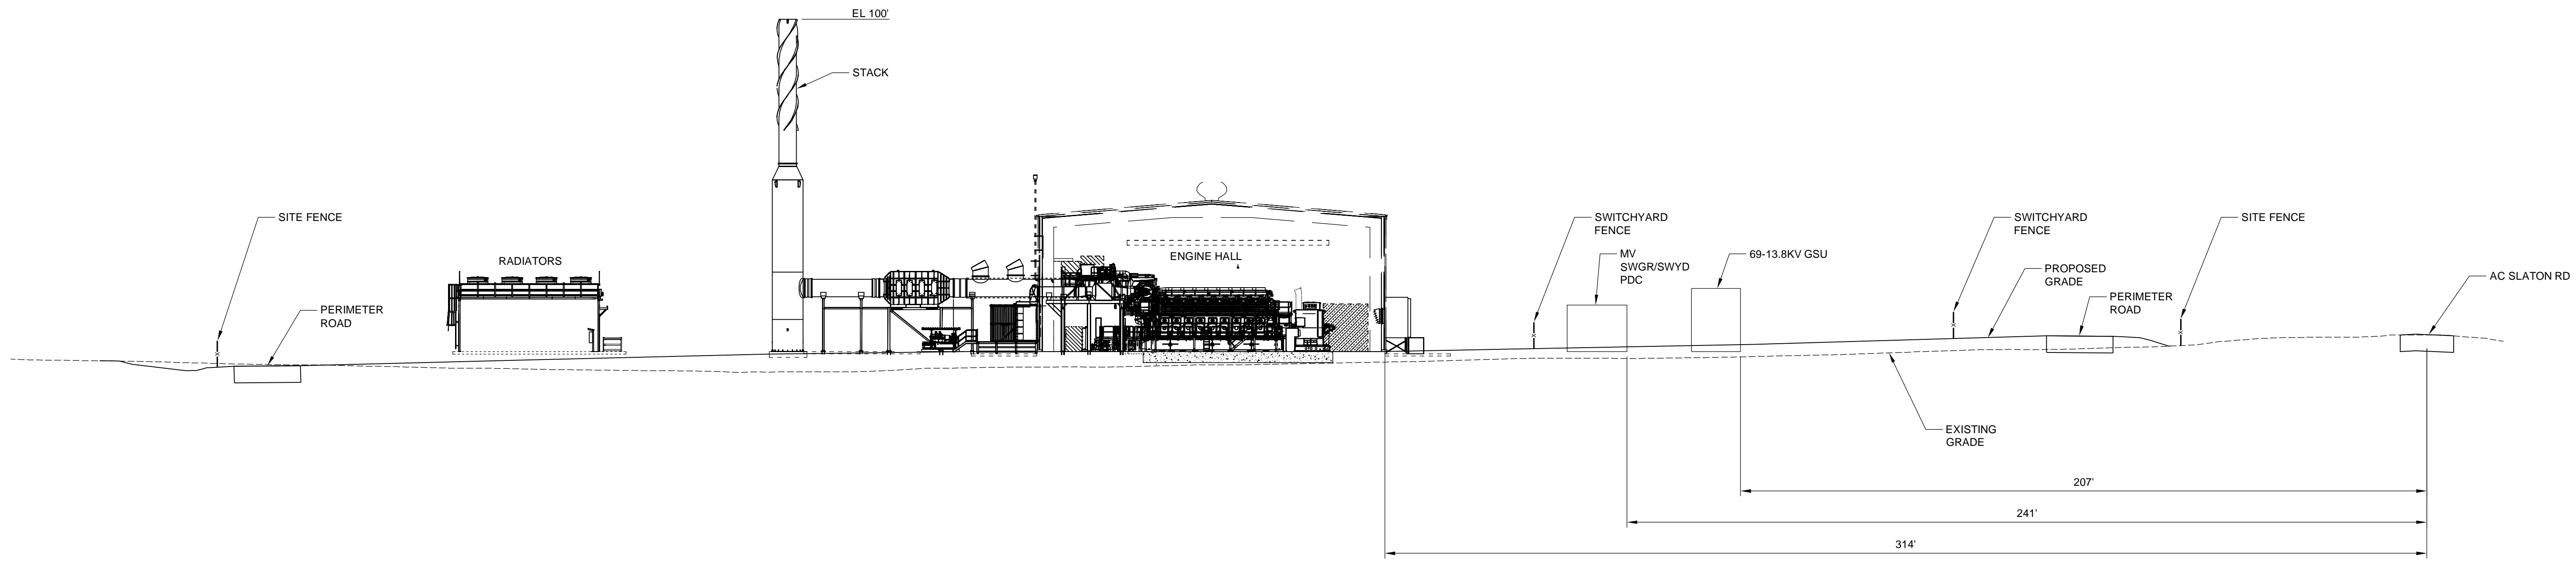 EL 100'
STACK
SITE FENCE
RADIATORS
PERIMETER
ROAD
ENGINE HALL
SWITCHYARD
FENCE
MV
SWGR/SWYD
PDC
69-13.8KV GSU
SWITCHYARD
FENCE
SITE FENCE
PROPOSED
GRADE
PERIMETER
ROAD
AC SLATON RD
EXISTING
GRADE
207'
241'
314'